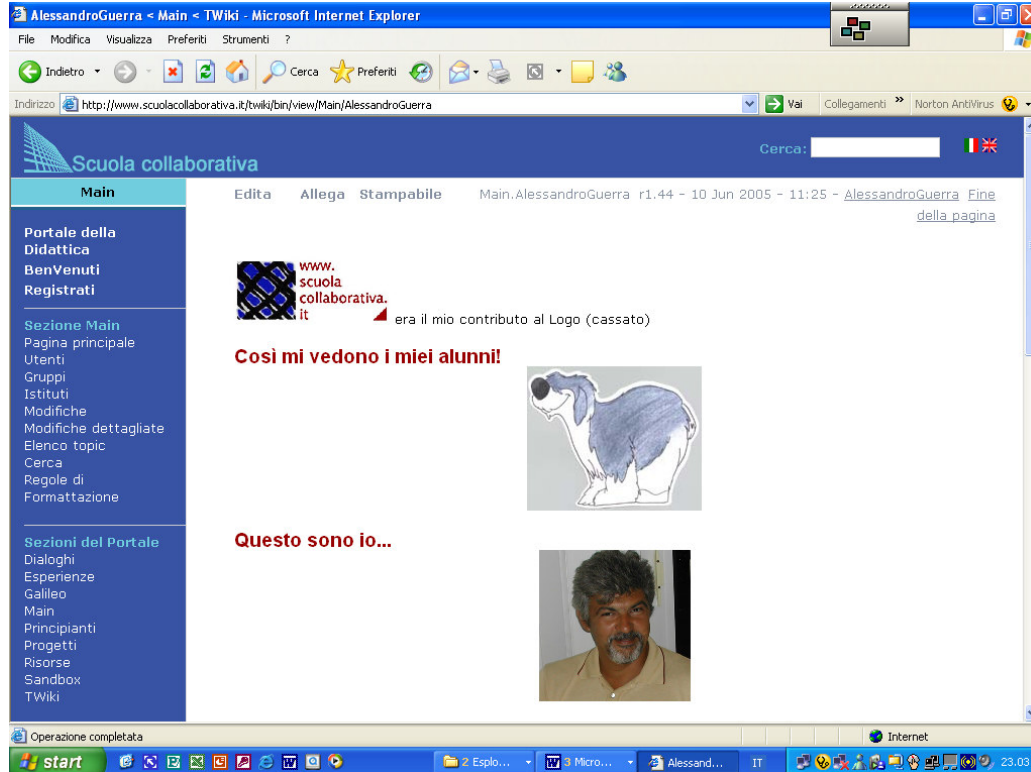 AlessandroGuerra < Main < TWiki - Microsoft Internet Explorer
File Modifica Visualizza Preferiti Strumenti ?
Indietro Cerca Preferiti
Indirizzo http://www.scuolacollaborativa.it/twiki/bin/view/Main/AlessandroGuerra Vai Collegamenti » Norton AntiVirus
Scuola collaborativa
Cerca:
Main
Edita Allega Stampabile Main.AlessandroGuerra r1.44 - 10 Jun 2005 - 11:25 - AlessandroGuerra Fine
della pagina
Portale della
Didattica
BenVenuti
Registrati
Sezione Main
Pagina principale
Utenti
Gruppi
Istituti
Modifiche
Modifiche dettagliate
Elenco topic
Cerca
Regole di
Formattazione
Sezioni del Portale
Dialoghi
Esperienze
Galileo
Main
Principianti
Progetti
Risorse
Sandbox
TWiki
www.
scuola
collaborativa.
it
era il mio contributo al Logo (cassato)
Così mi vedono i miei alunni!
Questo sono io...
Operazione completata Internet
start 2 Esplo... 3 Micro... Alessand... IT 23.03